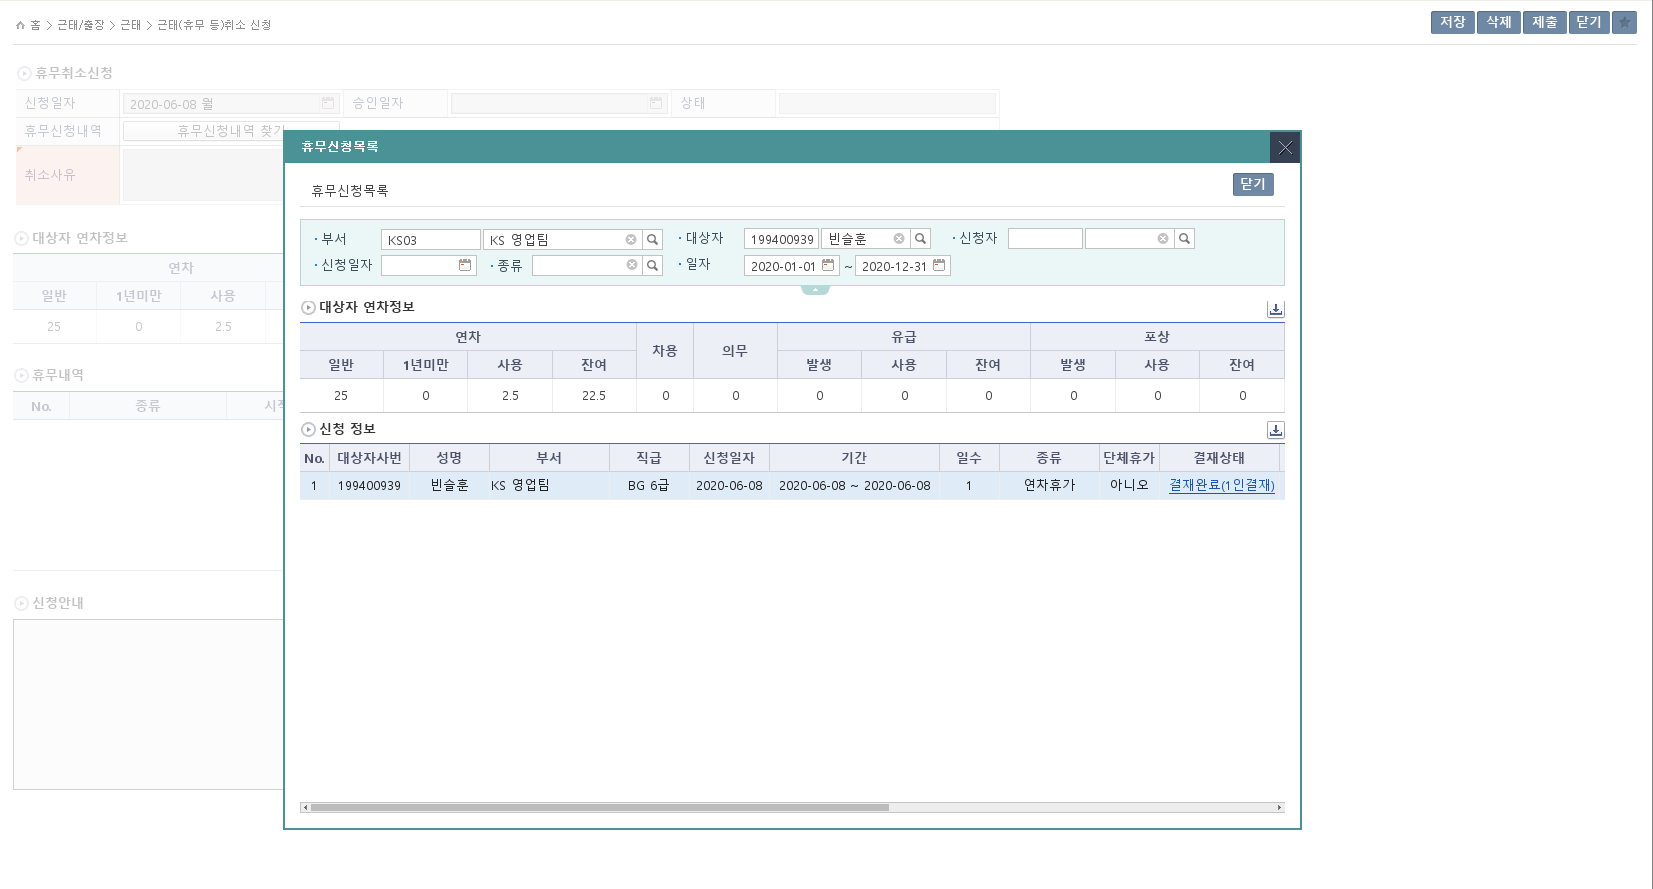 홈 > 근태/출장 > 근태 > 근태(휴무 등)취소 신청
저장 삭제 제출 닫기
휴무취소신청
신청일자 2020-06-08 월 승인일자 상태
휴무신청내역 휴무신청내역 찾기
취소사유
대상자 연차정보
연차
일반 1년미만 사용
25 0 2.5
휴무내역
No. 종류
신청안내
휴무신청목록
휴무신청목록 닫기
부서 KS03 KS 영업팀 대상자 199400939 빈슬훈 신청자
신청일자 종류 일자 2020-01-01 ~ 2020-12-31
대상자 연차정보
연차 차용 의무 유급 포상
일반 1년미만 사용 잔여 발생 사용 잔여 발생 사용 잔여
25 0 2.5 22.5 0 0 0 0 0 0 0 0
신청 정보
No. 대상자사번 성명 부서 직급 신청일자 기간 일수 종류 단체휴가 결재상태
1 199400939 빈슬훈 KS 영업팀 BG 6급 2020-06-08 2020-06-08 ~ 2020-06-08 1 연차휴가 아니오 결재완료(1인결재)